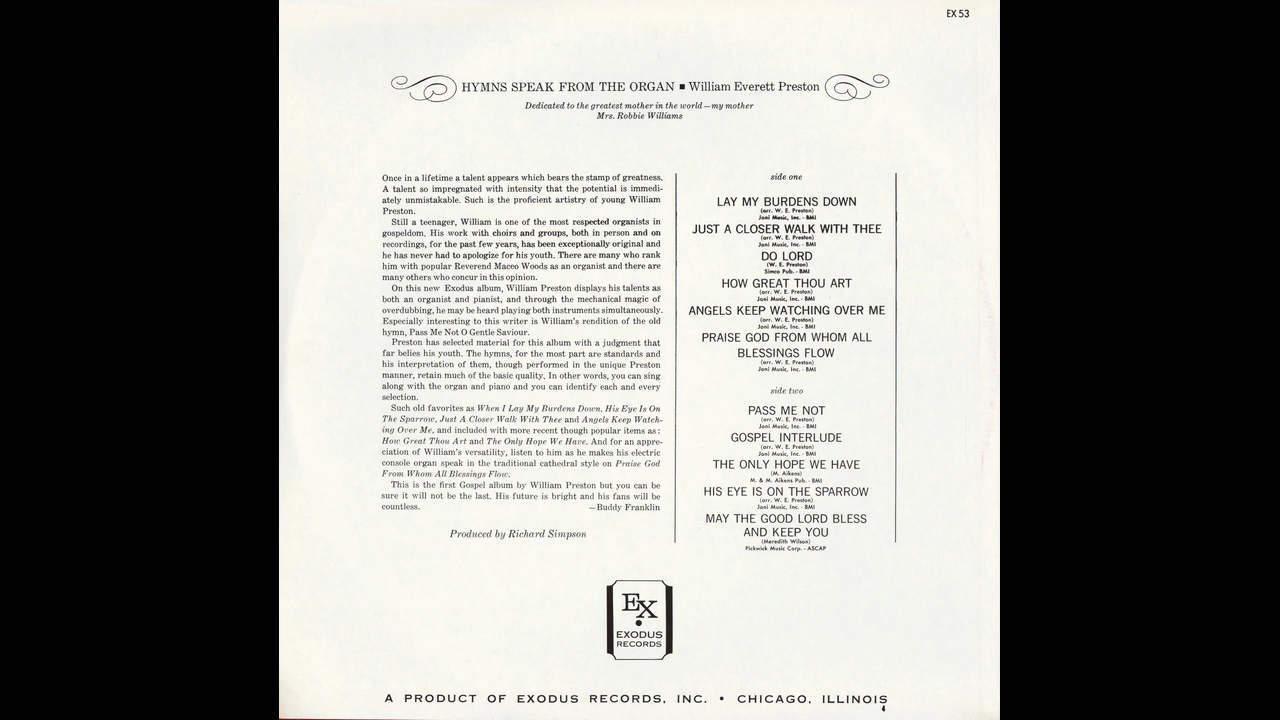 EX 53
HYMNS SPEAK FROM THE ORGAN ■ William Everett Preston
Dedicated to the greatest mother in the world — my mother
Mrs. Robbie Williams
Once in a lifetime a talent appears which bears the stamp of greatness.
A talent so impregnated with intensity that the potential is immedi-
ately unmistakable. Such is the proficient artistry of young William
Preston.
Still a teenager, William is one of the most respected organists in
gospeldom. His work with choirs and groups, both in person and on
recordings, for the past few years, has been exceptionally original and
he has never had to apologize for his youth. There are many who rank
him with popular Reverend Maceo Woods as an organist and there are
many others who concur in this opinion.
On this new Exodus album, William Preston displays his talents as
both an organist and pianist, and through the mechanical magic of
overdubbing, he may be heard playing both instruments simultaneously.
Especially interesting to this writer is William's rendition of the old
hymn, Pass Me Not O Gentle Saviour.
Preston has selected material for this album with a judgment that
far belies his youth. The hymns, for the most part are standards and
his interpretation of them, though performed in the unique Preston
manner, retain much of the basic quality. In other words, you can sing
along with the organ and piano and you can identify each and every
selection.
Such old favorites as When I Lay My Burdens Down, His Eye Is On
The Sparrow, Just A Closer Walk With Thee and Angels Keep Watch-
ing Over Me, and included with more recent though popular items as:
How Great Thou Art and The Only Hope We Have. And for an appre-
ciation of William's versatility, listen to him as he makes his electric
console organ speak in the traditional cathedral style on Praise God
From Whom All Blessings Flow.
This is the first Gospel album by William Preston but you can be
sure it will not be the last. His future is bright and his fans will be
countless. — Buddy Franklin
Produced by Richard Simpson
side one
LAY MY BURDENS DOWN
(arr. W. E. Preston)
Joni Music, Inc. - BMI
JUST A CLOSER WALK WITH THEE
(arr. W. E. Preston)
Joni Music, Inc. - BMI
DO LORD
(W. E. Preston)
Simco Pub. - BMI
HOW GREAT THOU ART
(arr. W. E. Preston)
Joni Music, Inc. - BMI
ANGELS KEEP WATCHING OVER ME
(arr. W. E. Preston)
Joni Music, Inc. - BMI
PRAISE GOD FROM WHOM ALL
BLESSINGS FLOW
(arr. W. E. Preston)
Joni Music, Inc. - BMI
side two
PASS ME NOT
(arr. W. E. Preston)
Joni Music, Inc. - BMI
GOSPEL INTERLUDE
(arr. W. E. Preston)
Joni Music, Inc. - BMI
THE ONLY HOPE WE HAVE
(M. Aikens)
M. & M. Aikens Pub. - BMI
HIS EYE IS ON THE SPARROW
(arr. W. E. Preston)
Joni Music, Inc. - BMI
MAY THE GOOD LORD BLESS
AND KEEP YOU
(Meredith Wilson)
Pickwick Music Corp. - ASCAP
EX
EXODUS
RECORDS
A PRODUCT OF EXODUS RECORDS, INC. • CHICAGO, ILLINOIS
4